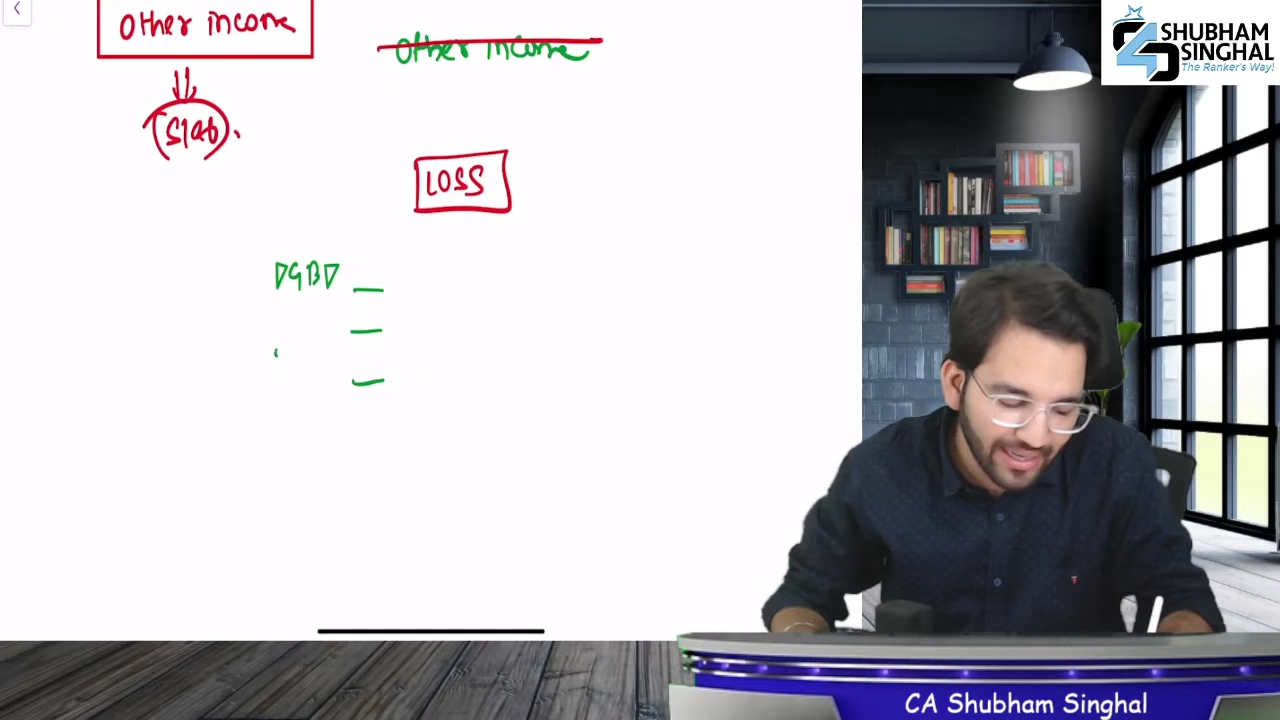 Other income
Other income
(Slab).
LOSS
PGBP
SHUBHAM
SINGHAL
The Ranker's Way!
CA Shubham Singhal